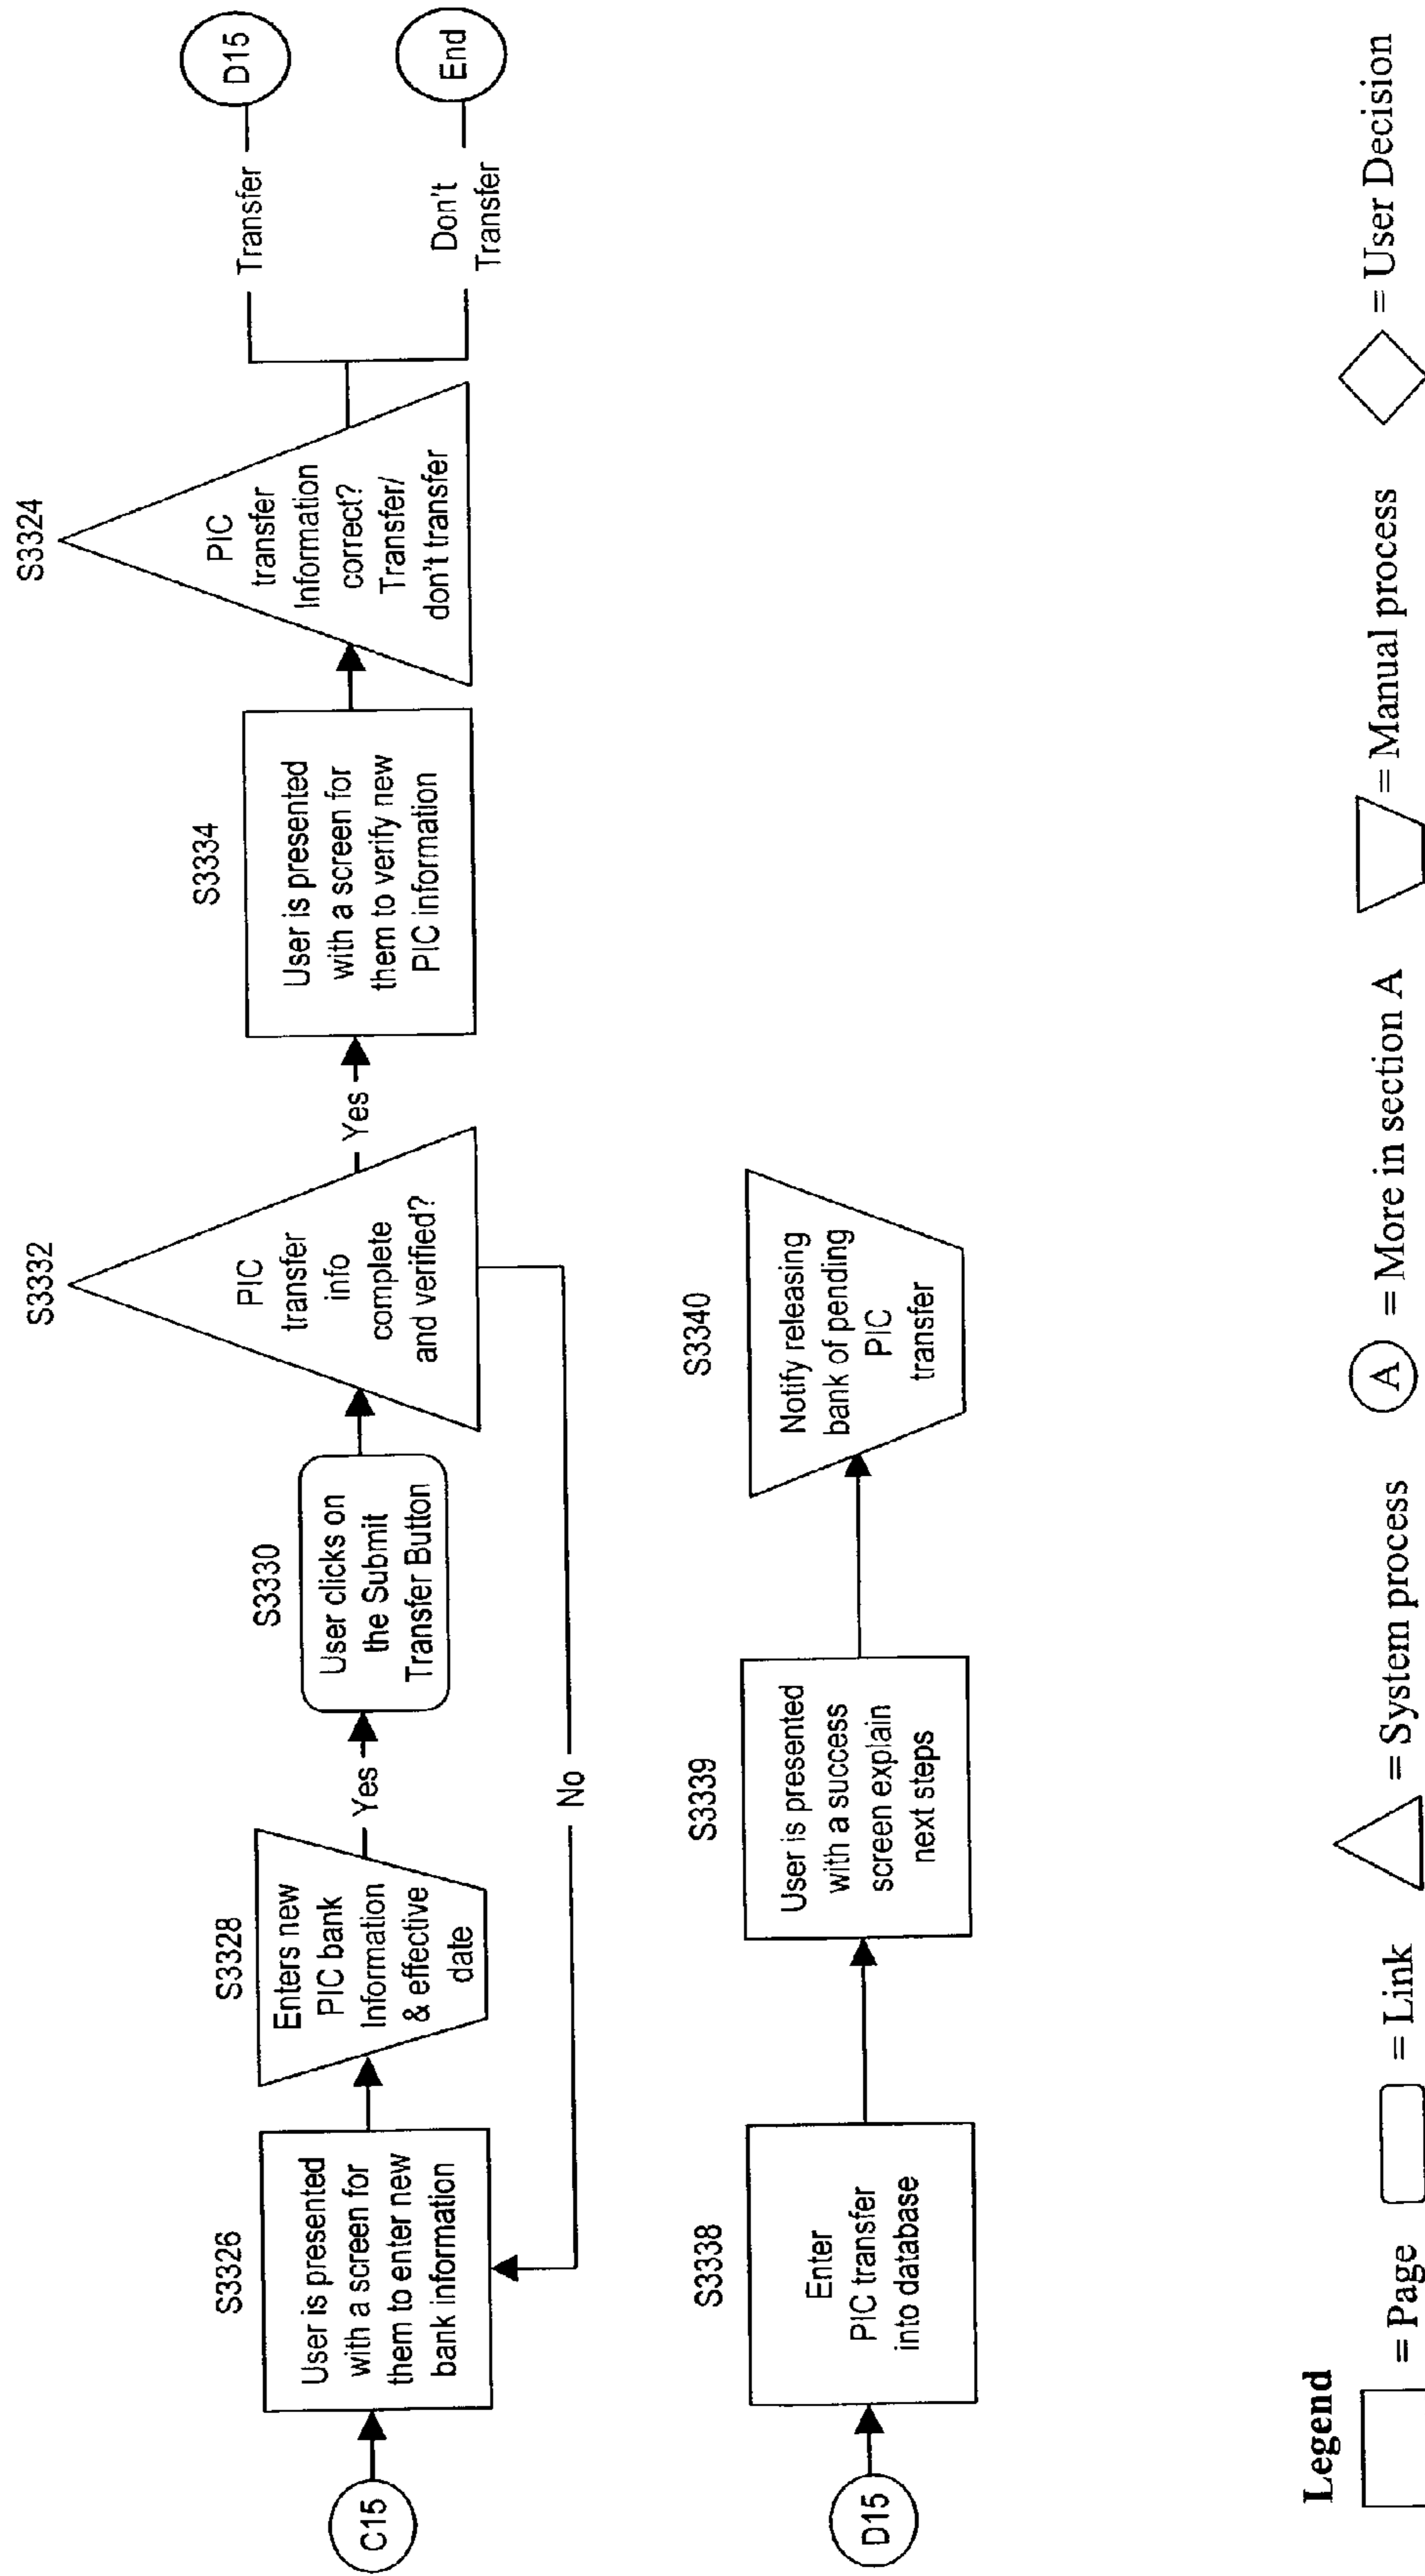 C15
S3326
User is presented
with a screen for
them to enter new
bank information
S3328
Enters new
PIC bank
Information
& effective
date
Yes
S3330
User clicks on
the Submit
Transfer Button
S3332
PIC
transfer
info
complete
and verified?
Yes
No
S3334
User is presented
with a screen for
them to verify new
PIC information
S3324
PIC
transfer
Information
correct?
Transfer/
don't transfer
Transfer
D15
Don't
Transfer
End
D15
S3338
Enter
PIC transfer
into database
S3339
User is presented
with a success
screen explain
next steps
S3340
Notify releasing
bank of pending
PIC
transfer
Legend
= Page
= Link
= System process
A = More in section A
= Manual process
= User Decision